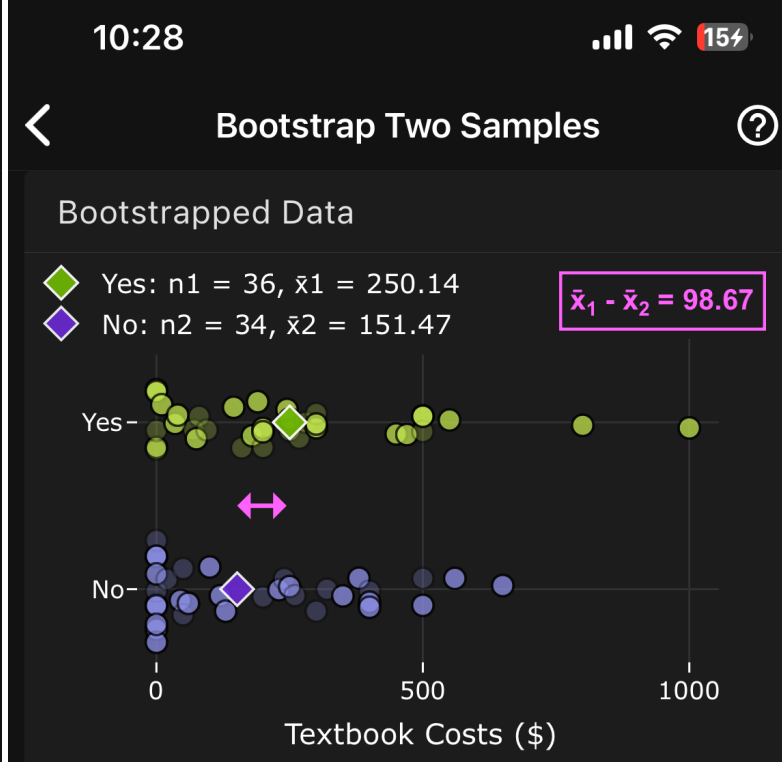 10:28
15
Bootstrap Two Samples
?
Bootstrapped Data
Yes: n1 = 36, x̄1 = 250.14
No: n2 = 34, x̄2 = 151.47
x̄₁ - x̄₂ = 98.67
Yes
No
0 500 1000
Textbook Costs ($)